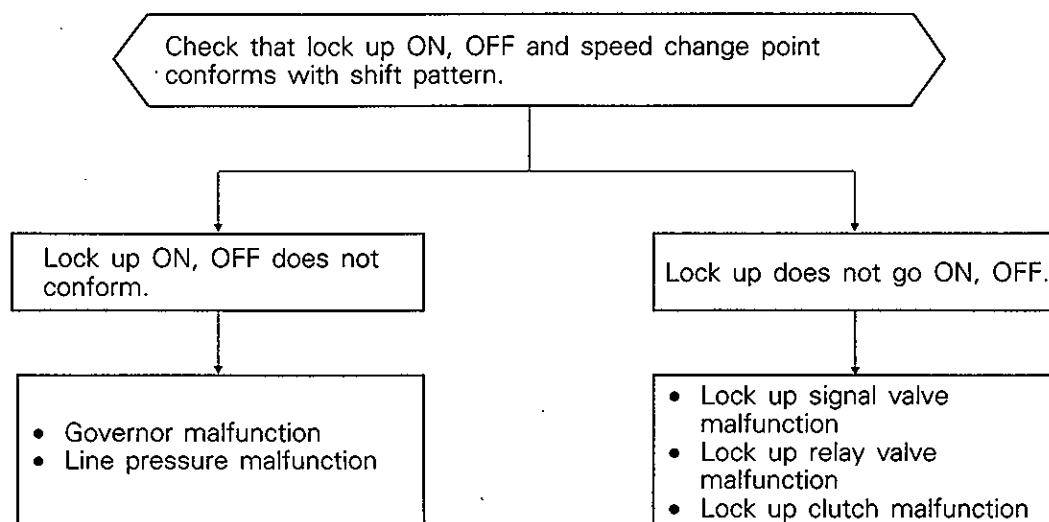 Check that lock up ON, OFF and speed change point
conforms with shift pattern.
Lock up ON, OFF does not
conform.
Lock up does not go ON, OFF.
• Governor malfunction
• Line pressure malfunction
• Lock up signal valve
malfunction
• Lock up relay valve
malfunction
• Lock up clutch malfunction